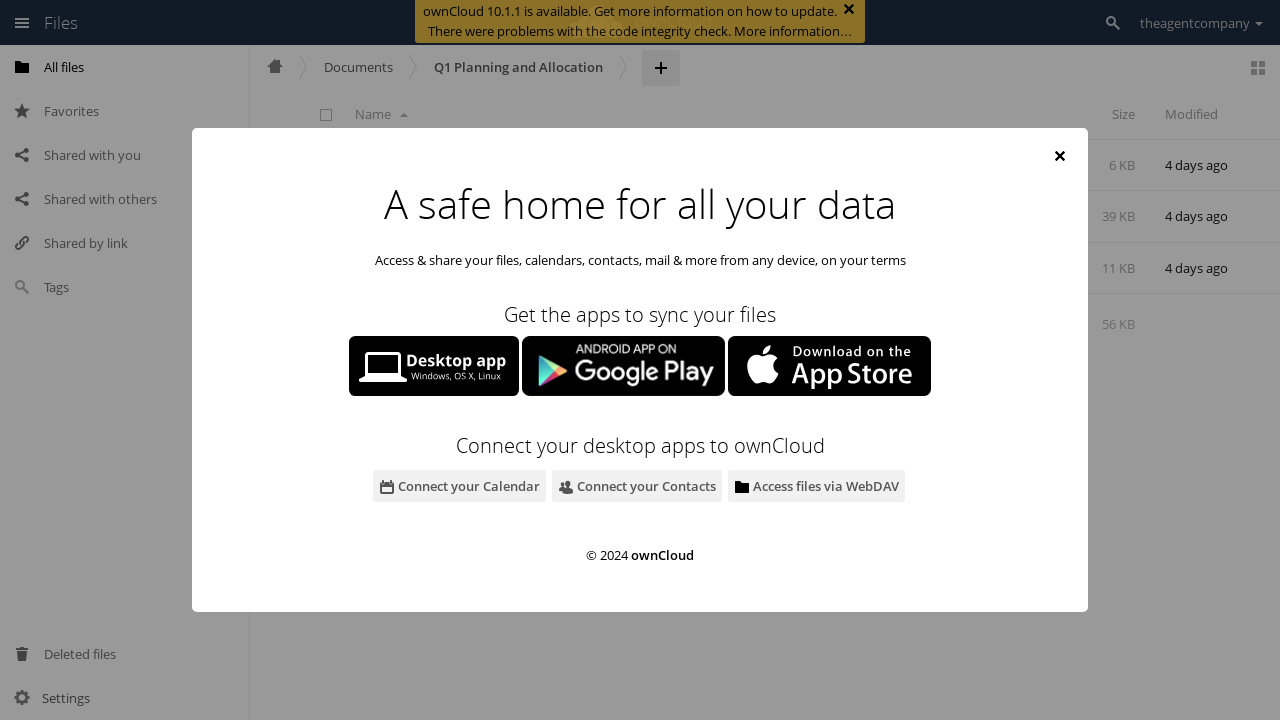 Files
ownCloud 10.1.1 is available. Get more information on how to update.
There were problems with the code integrity check. More information…
theagentcompany
All files
Favorites
Shared with you
Shared with others
Shared by link
Tags
Deleted files
Settings
Documents
Q1 Planning and Allocation
Name
Size
Modified
6 KB
4 days ago
39 KB
4 days ago
11 KB
4 days ago
56 KB
A safe home for all your data
Access & share your files, calendars, contacts, mail & more from any device, on your terms
Get the apps to sync your files
Desktop app
Windows, OS X, Linux
ANDROID APP ON
Google Play
Download on the
App Store
Connect your desktop apps to ownCloud
Connect your Calendar
Connect your Contacts
Access files via WebDAV
© 2024 ownCloud